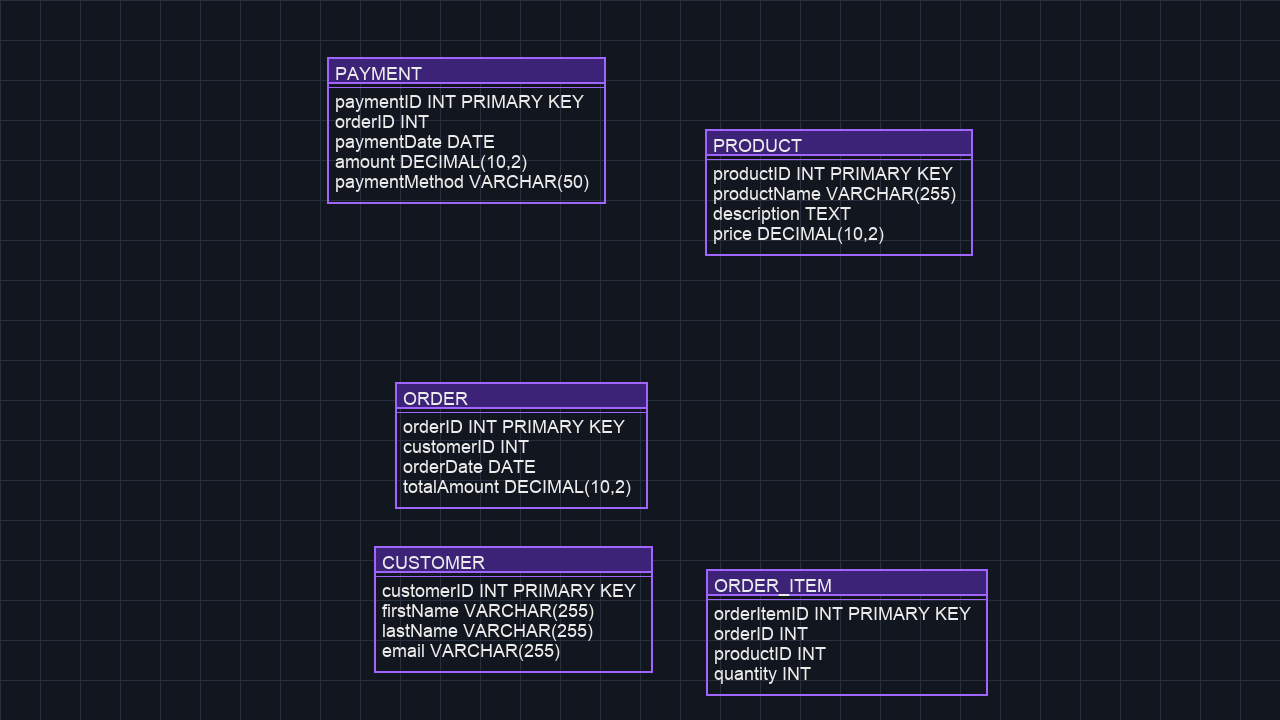 PAYMENT
paymentID INT PRIMARY KEY
orderID INT
paymentDate DATE
amount DECIMAL(10,2)
paymentMethod VARCHAR(50)
PRODUCT
productID INT PRIMARY KEY
productName VARCHAR(255)
description TEXT
price DECIMAL(10,2)
ORDER
orderID INT PRIMARY KEY
customerID INT
orderDate DATE
totalAmount DECIMAL(10,2)
CUSTOMER
customerID INT PRIMARY KEY
firstName VARCHAR(255)
lastName VARCHAR(255)
email VARCHAR(255)
ORDER_ITEM
orderItemID INT PRIMARY KEY
orderID INT
productID INT
quantity INT